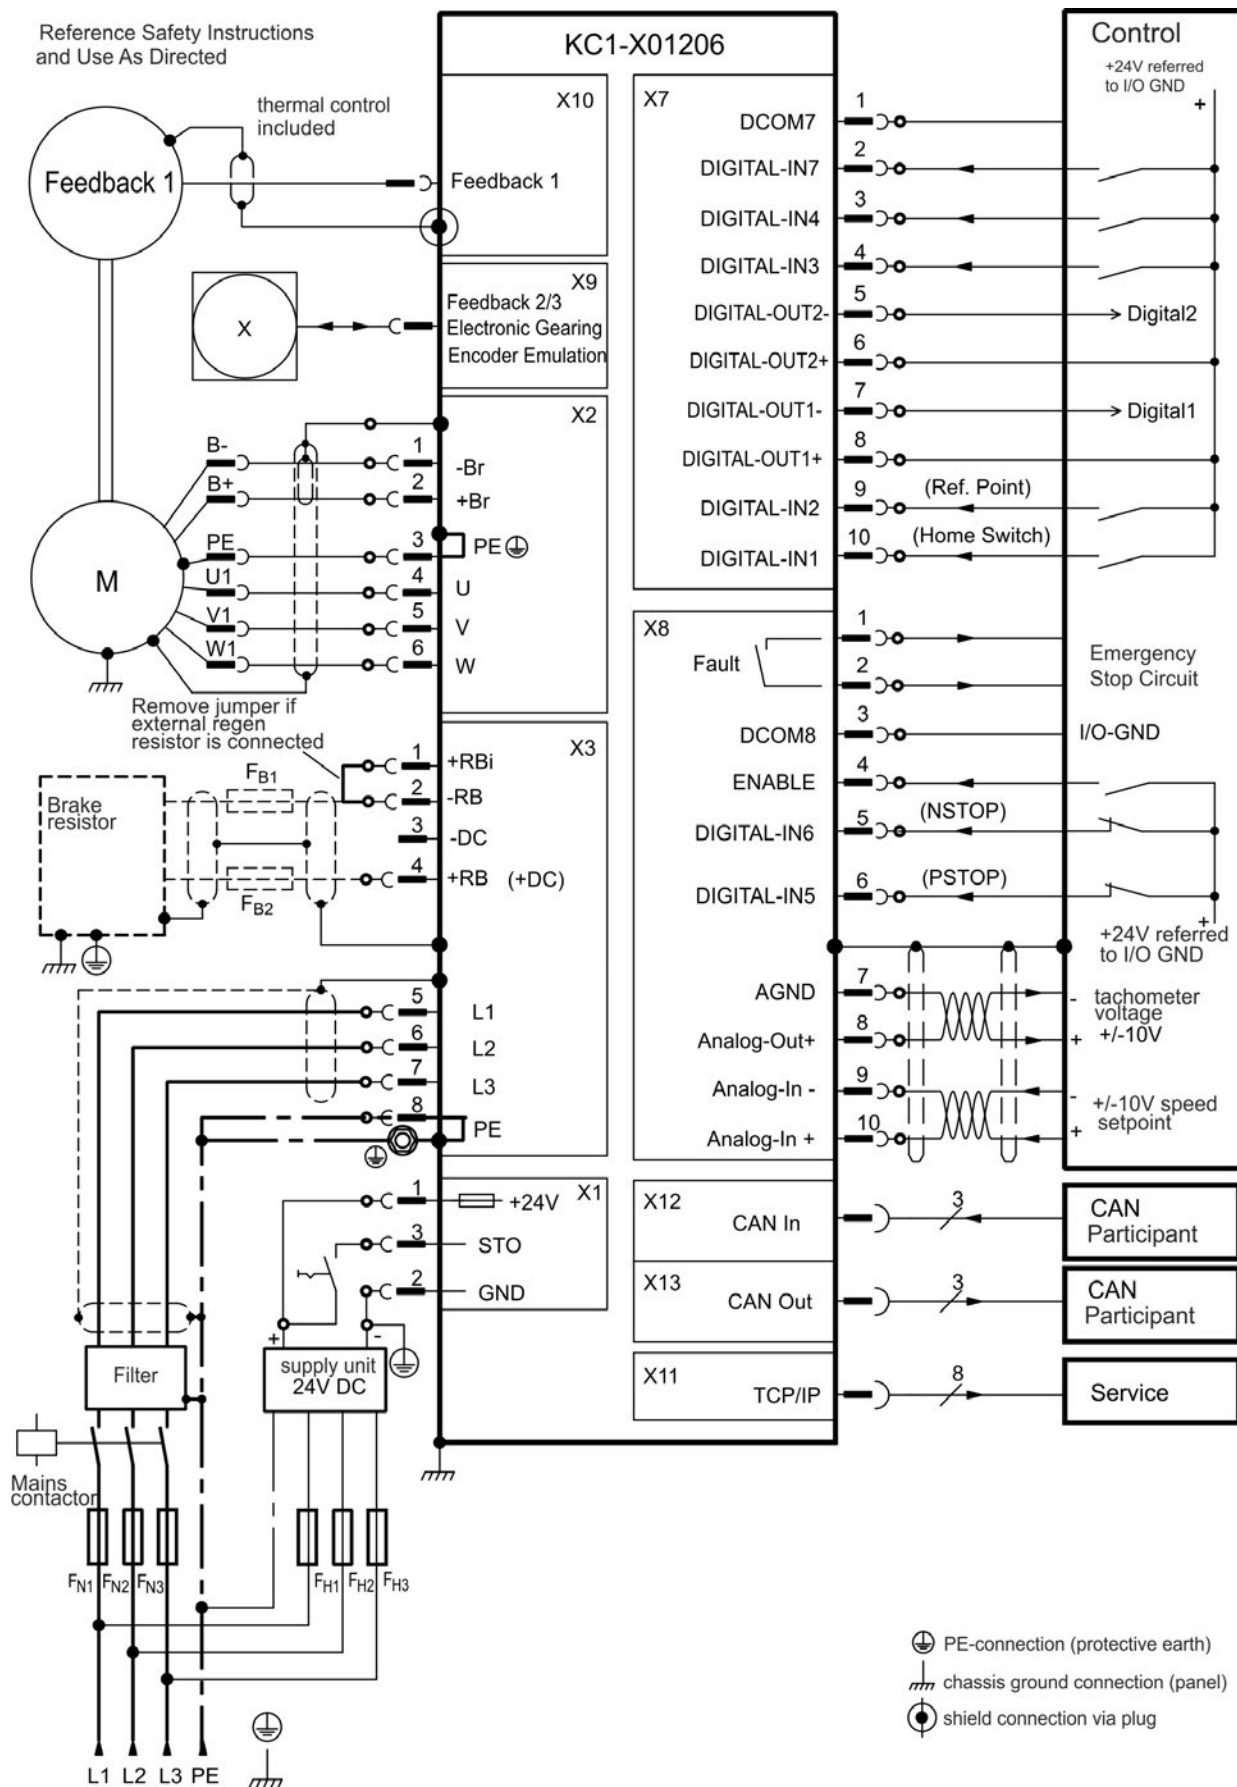 Reference Safety Instructions
and Use As Directed
KC1-X01206
Control
+24V referred
to I/O GND
+
thermal control
included
Feedback 1
X10
Feedback 1
X
X9
Feedback 2/3
Electronic Gearing
Encoder Emulation
X2
B-
1
-Br
B+
2
+Br
PE
3
PE
U1
4
U
V1
5
V
W1
6
W
M
Remove jumper if
external regen
resistor is connected
X3
1
+RBi
FB1
2
-RB
Brake
resistor
3
-DC
4
+RB (+DC)
FB2
5
L1
6
L2
7
L3
8
PE
X1
1
+24V
3
STO
2
GND
+
-
supply unit
24V DC
Filter
Mains
contactor
FN1
FN2
FN3
FH1
FH2
FH3
L1
L2
L3
PE
X7
DCOM7
1
DIGITAL-IN7
2
DIGITAL-IN4
3
DIGITAL-IN3
4
DIGITAL-OUT2-
5
Digital2
DIGITAL-OUT2+
6
DIGITAL-OUT1-
7
Digital1
DIGITAL-OUT1+
8
DIGITAL-IN2
9
(Ref. Point)
DIGITAL-IN1
10
(Home Switch)
X8
Fault
1
2
Emergency
Stop Circuit
DCOM8
3
I/O-GND
ENABLE
4
DIGITAL-IN6
5
(NSTOP)
DIGITAL-IN5
6
(PSTOP)
+
+24V referred
to I/O GND
AGND
7
-
tachometer
voltage
+/-10V
Analog-Out+
8
+
Analog-In -
9
-
+/-10V speed
setpoint
Analog-In +
10
+
X12
CAN In
3
CAN
Participant
X13
CAN Out
3
CAN
Participant
X11
TCP/IP
8
Service
PE-connection (protective earth)
chassis ground connection (panel)
shield connection via plug